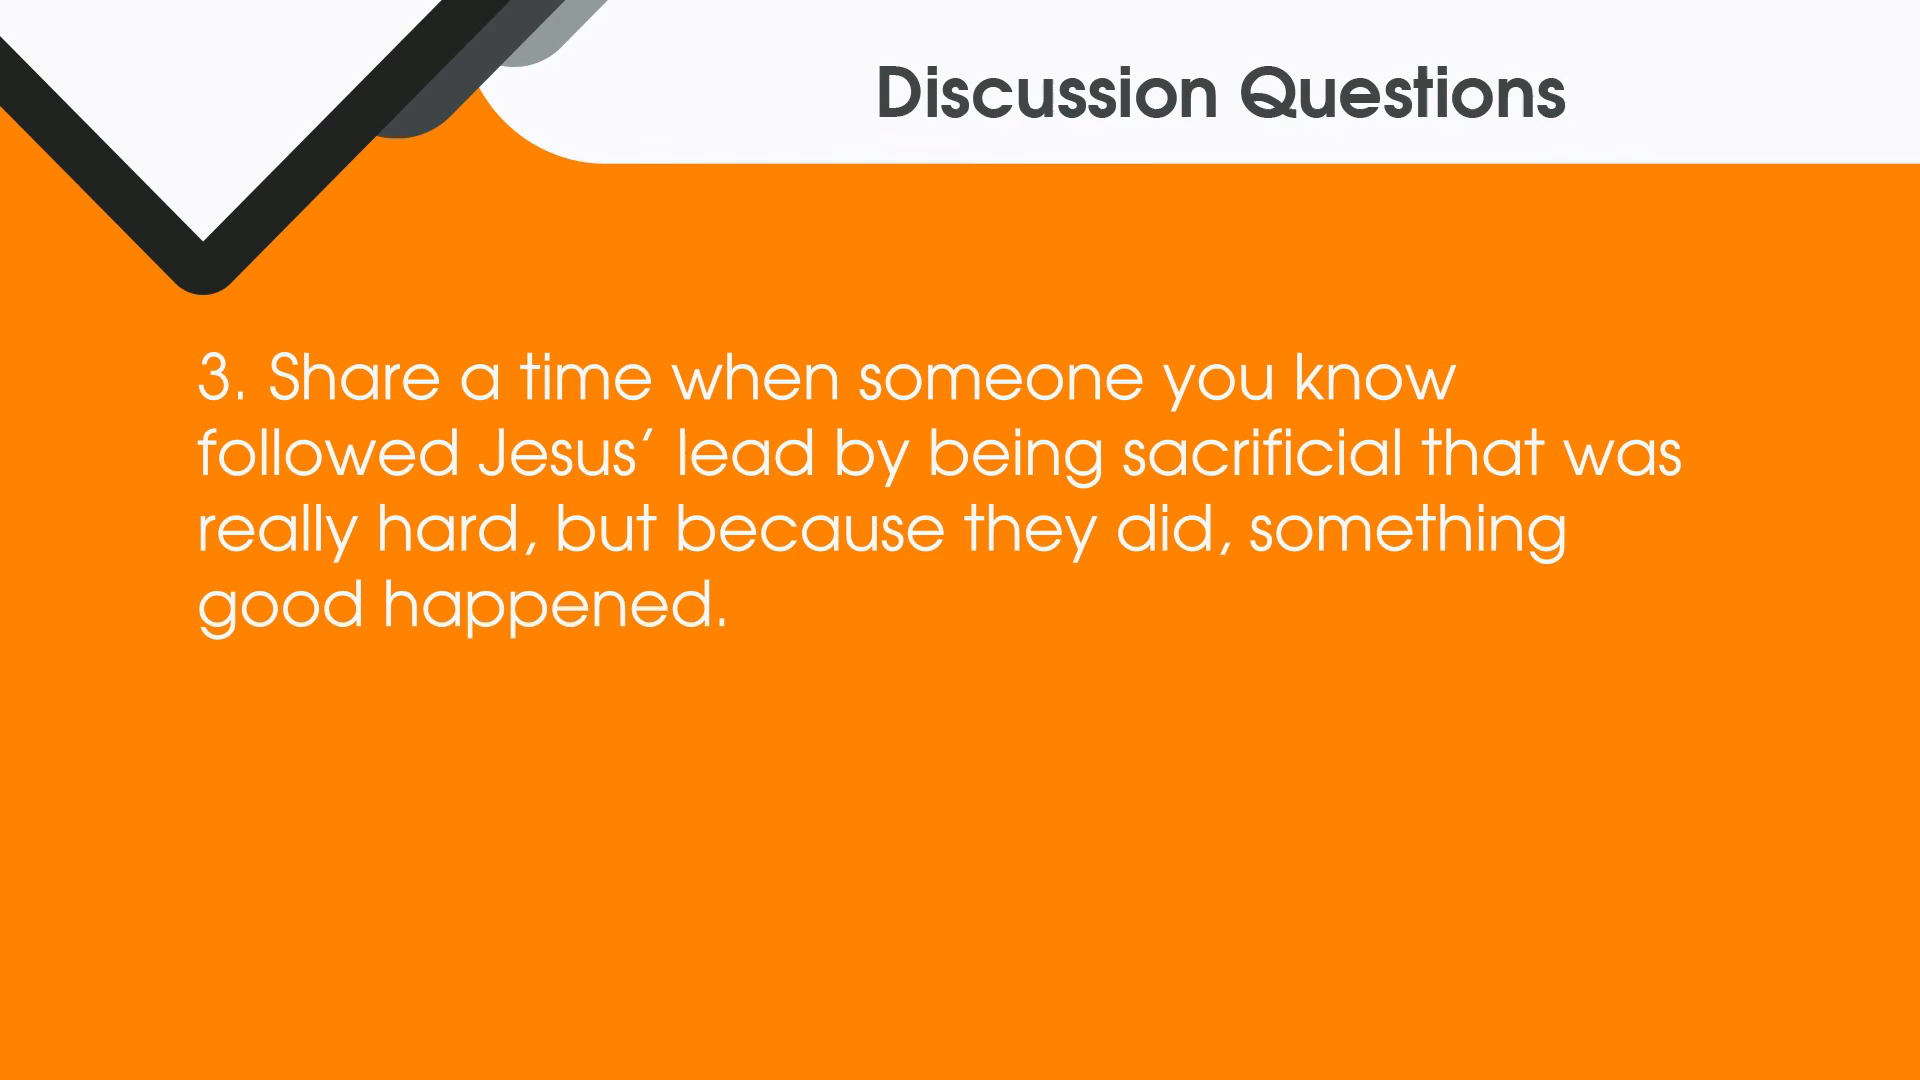 Discussion Questions
3. Share a time when someone you know
followed Jesus’ lead by being sacrificial that was
really hard, but because they did, something
good happened.